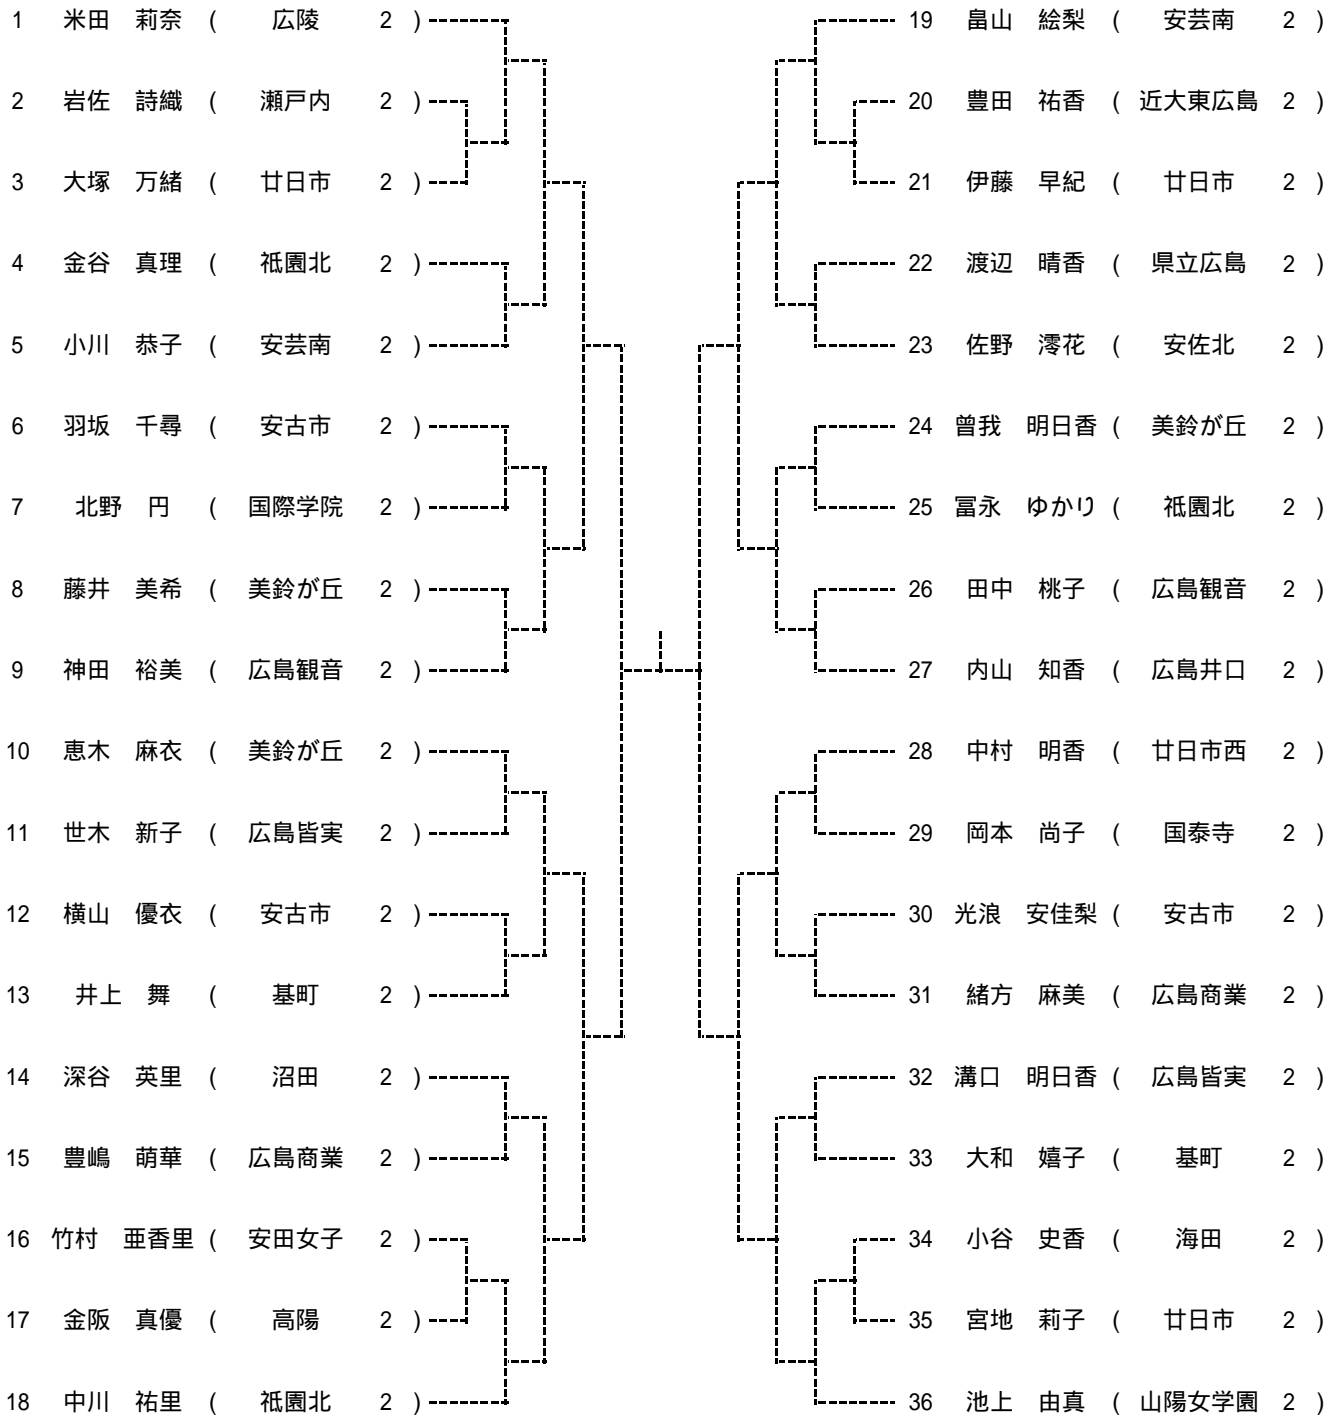 1 米田 莉奈 ( 広陵 2 )
2 岩佐 詩織 ( 瀬戸内 2 )
3 大塚 万緒 ( 廿日市 2 )
4 金谷 真理 ( 祇園北 2 )
5 小川 恭子 ( 安芸南 2 )
6 羽坂 千尋 ( 安古市 2 )
7 北野 円 ( 国際学院 2 )
8 藤井 美希 ( 美鈴が丘 2 )
9 神田 裕美 ( 広島観音 2 )
10 恵木 麻衣 ( 美鈴が丘 2 )
11 世木 新子 ( 広島皆実 2 )
12 横山 優衣 ( 安古市 2 )
13 井上 舞 ( 基町 2 )
14 深谷 英里 ( 沼田 2 )
15 豊嶋 萌華 ( 広島商業 2 )
16 竹村 亜香里 ( 安田女子 2 )
17 金阪 真優 ( 高陽 2 )
18 中川 祐里 ( 祇園北 2 )
19 畠山 絵梨 ( 安芸南 2 )
20 豊田 祐香 ( 近大東広島 2 )
21 伊藤 早紀 ( 廿日市 2 )
22 渡辺 晴香 ( 県立広島 2 )
23 佐野 澪花 ( 安佐北 2 )
24 曽我 明日香 ( 美鈴が丘 2 )
25 冨永 ゆかり ( 祇園北 2 )
26 田中 桃子 ( 広島観音 2 )
27 内山 知香 ( 広島井口 2 )
28 中村 明香 ( 廿日市西 2 )
29 岡本 尚子 ( 国泰寺 2 )
30 光浪 安佳梨 ( 安古市 2 )
31 緒方 麻美 ( 広島商業 2 )
32 溝口 明日香 ( 広島皆実 2 )
33 大和 嬉子 ( 基町 2 )
34 小谷 史香 ( 海田 2 )
35 宮地 莉子 ( 廿日市 2 )
36 池上 由真 ( 山陽女学園 2 )